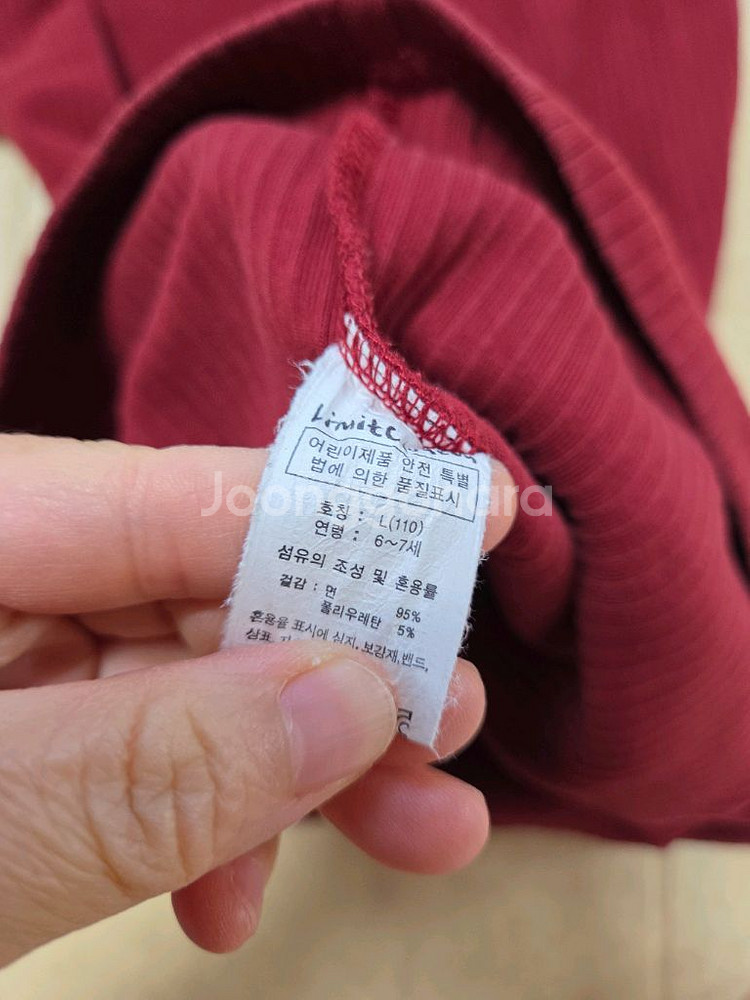 어린이제품 안전 특별
법에 의한 품질표시
Joonggonara
호칭 : L(110)
연령 : 6~7세
섬유의 조성 및 혼용률
겉감 : 면 95%
폴리우레탄 5%
혼용율 표시에 심지, 보강재,밴드,